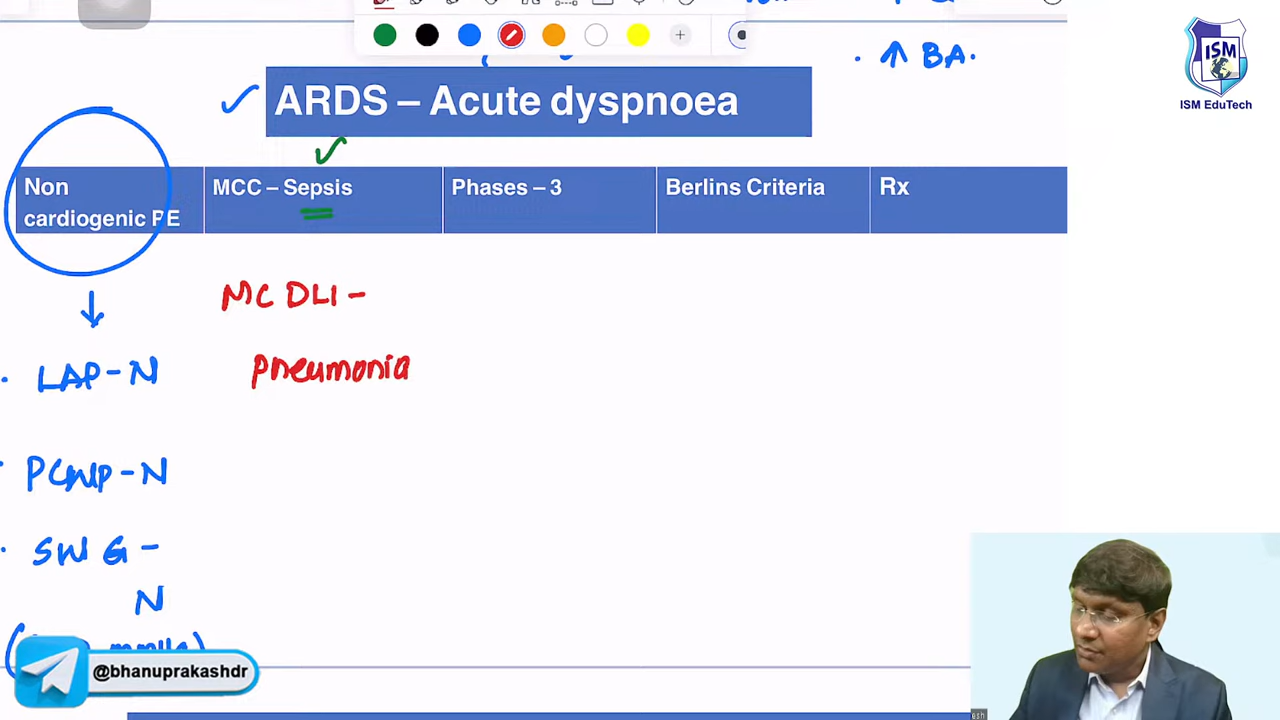 · ↑ BA.
ISM
ISM EduTech
✓ ARDS – Acute dyspnoea
Non cardiogenic PE
MCC – Sepsis
Phases – 3
Berlins Criteria
Rx
MC DLI –
Pneumonia
· LAP - N
PCWP - N
· SWG -
N
@bhanuprakashdr